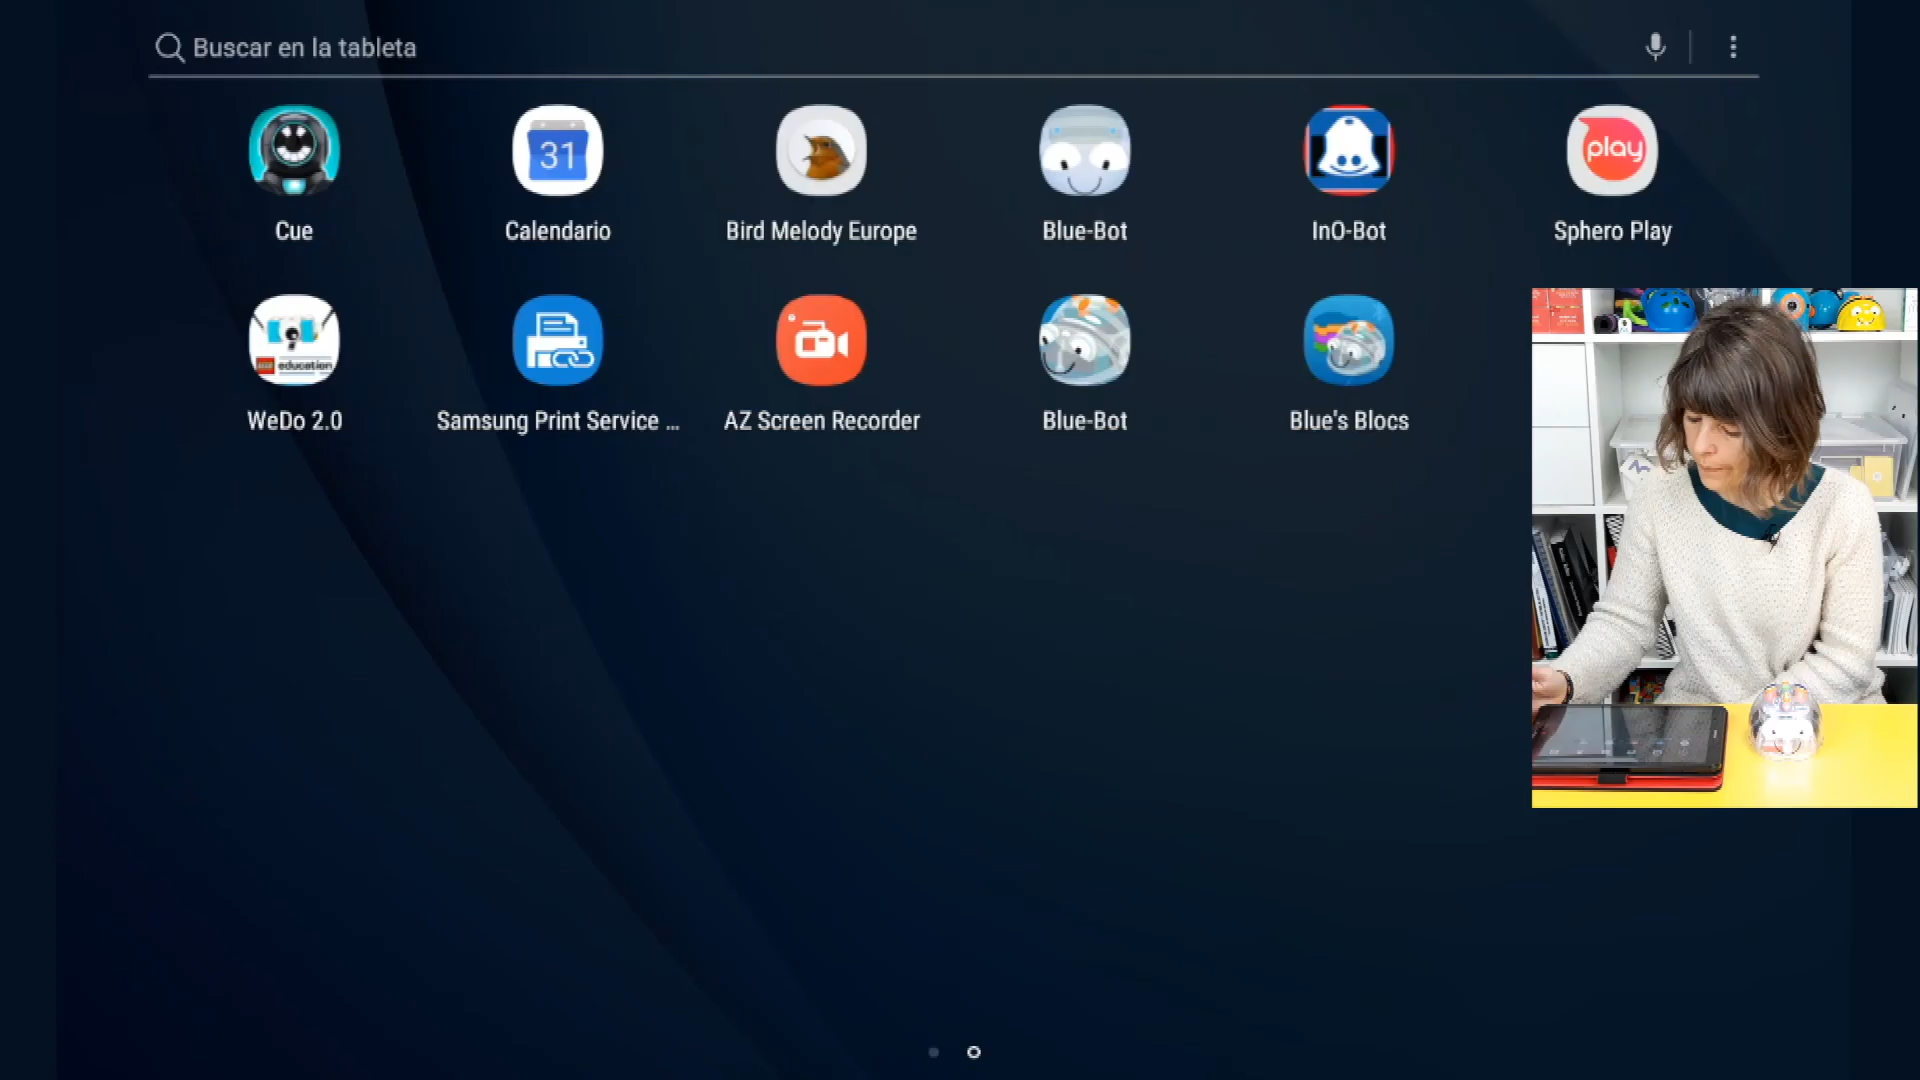 Buscar en la tableta
31
play
Cue
Calendario
Bird Melody Europe
Blue-Bot
InO-Bot
Sphero Play
education
WeDo 2.0
Samsung Print Service ...
AZ Screen Recorder
Blue-Bot
Blue's Blocs